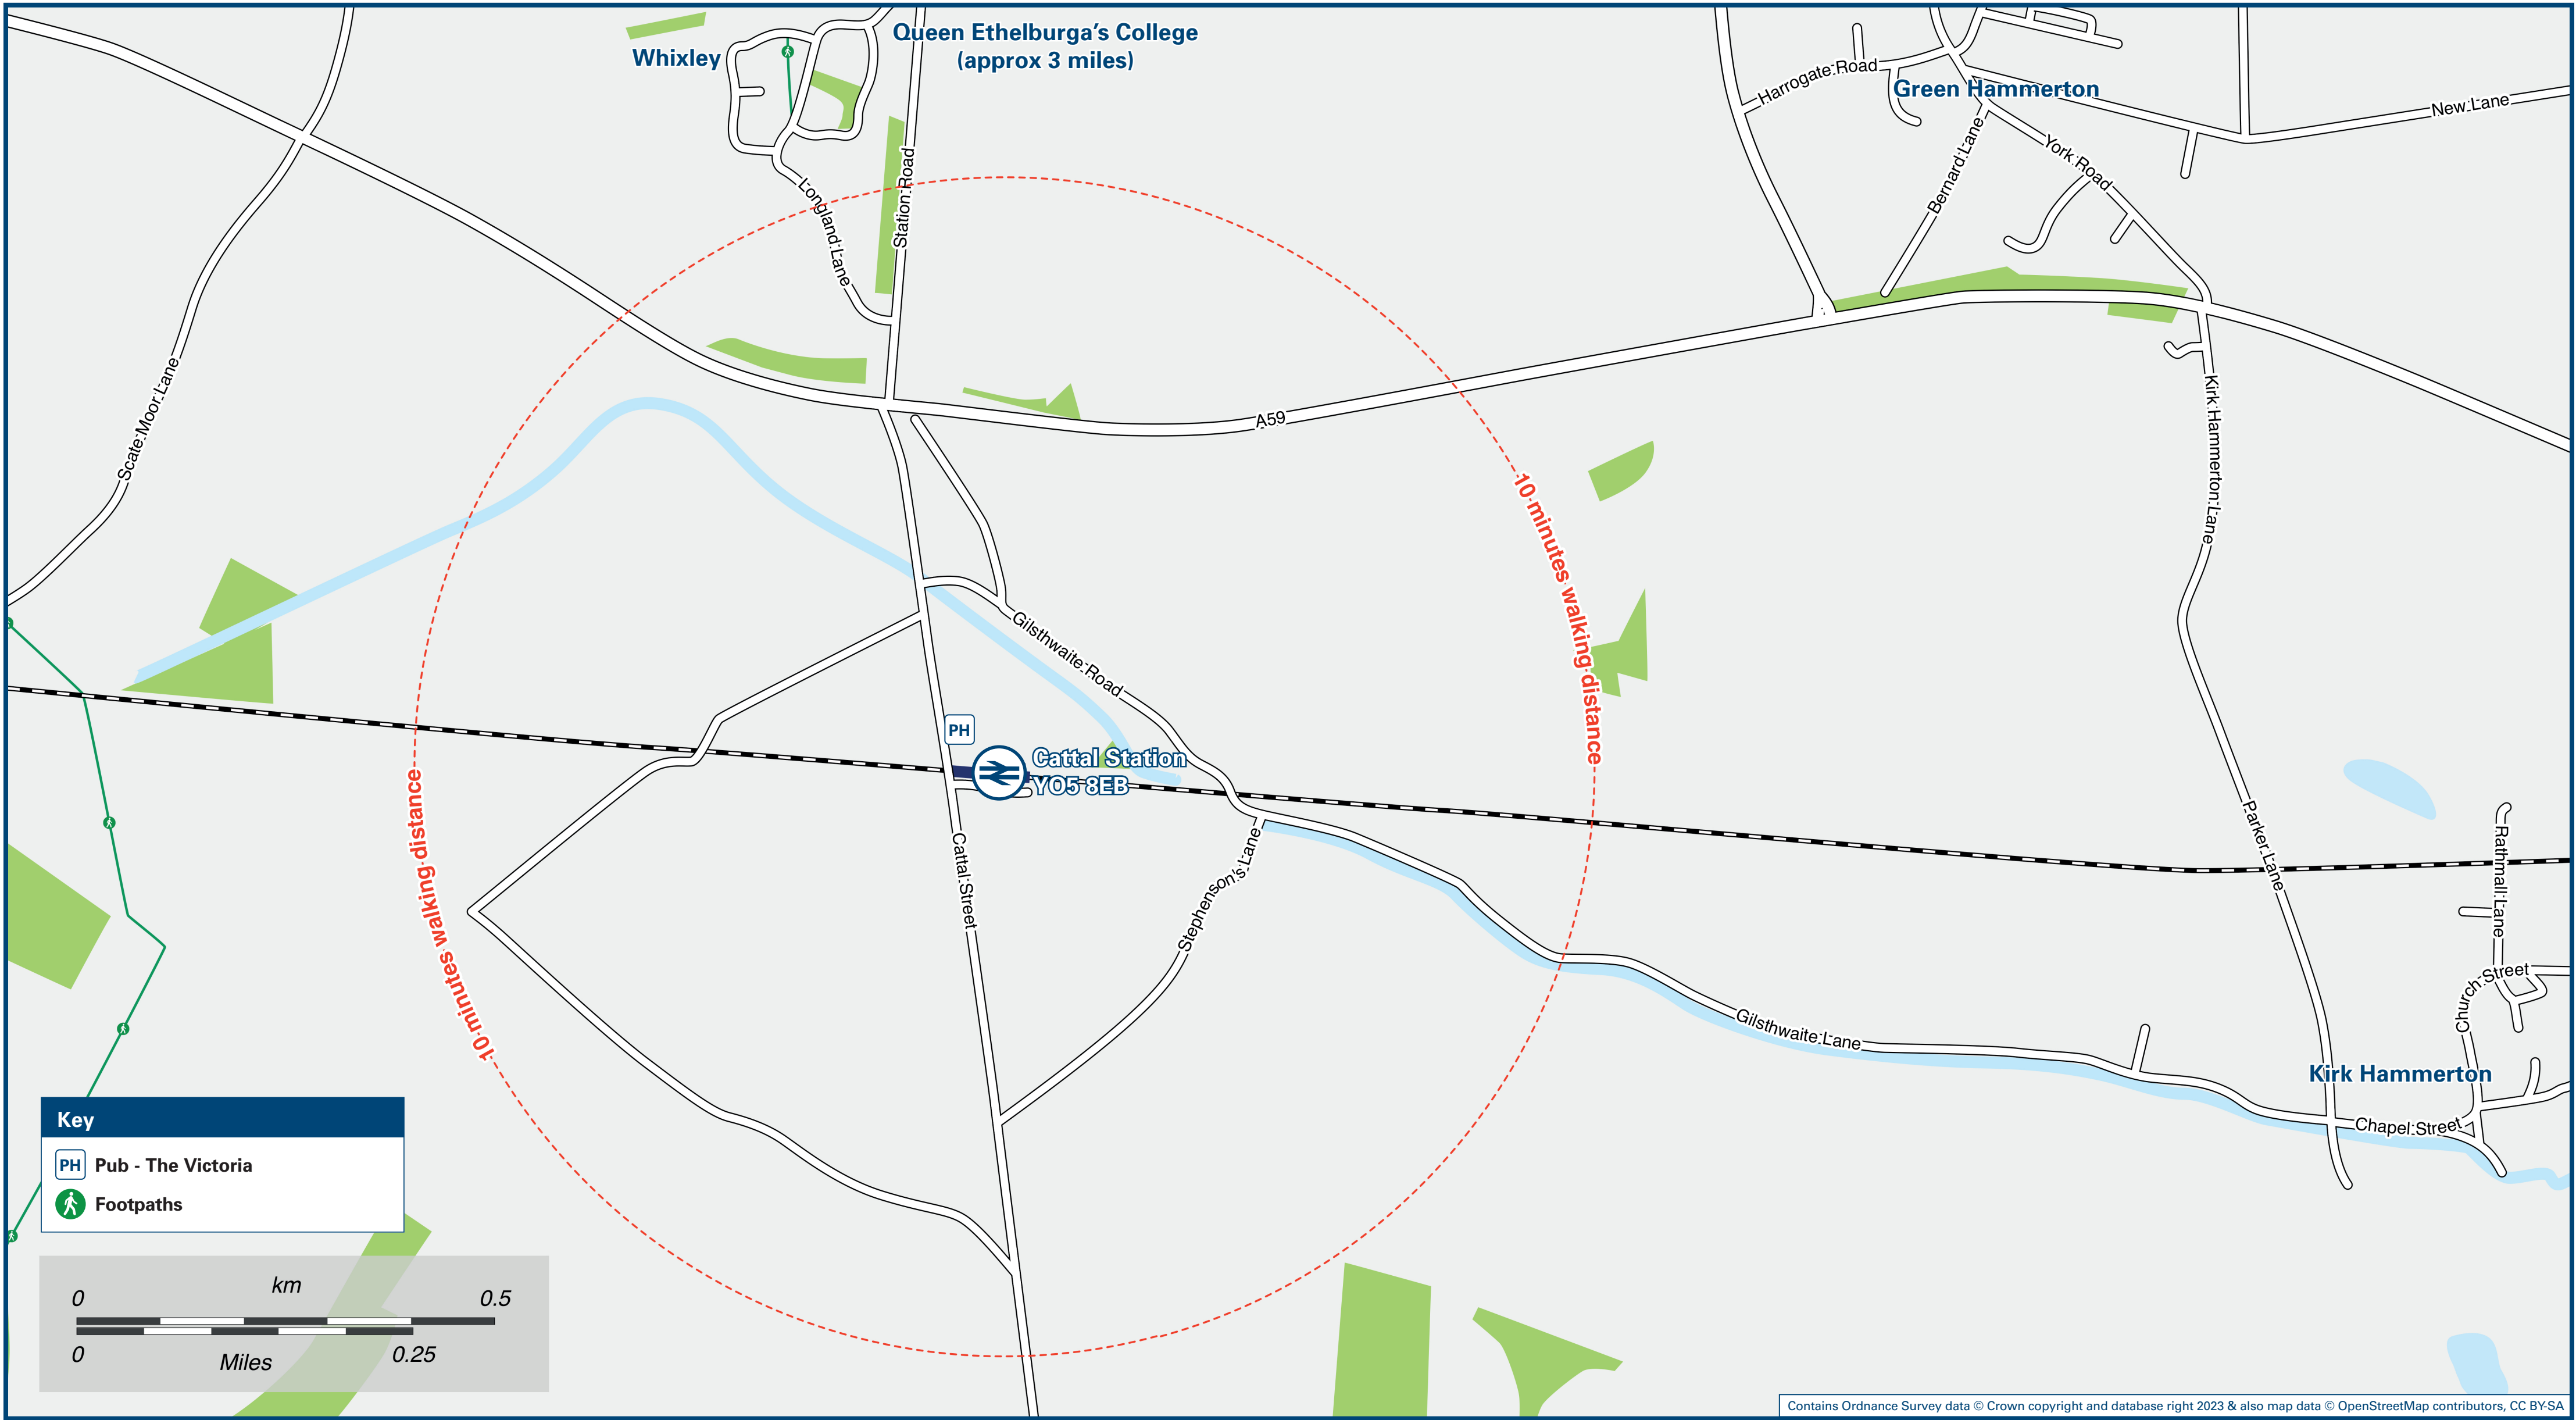 Queen Ethelburga's College
(approx 3 miles)
Whixley
Harrogate Road
Green Hammerton
New Lane
York Road
Bernard Lane
Station Road
Longland Lane
Scate Moor Lane
A59
Kirk Hammerton Lane
10 minutes walking distance
Gilsthwaite Road
PH
Cattal Station
YO5 8EB
10 minutes walking distance
Cattal Street
Stephenson's Lane
Parker Lane
Rathmall Lane
Church Street
Gilsthwaite Lane
Kirk Hammerton
Chapel Street
Key
PH Pub - The Victoria
Footpaths
km
0 0.5
0 0.25
Miles
Contains Ordnance Survey data © Crown copyright and database right 2023 & also map data © OpenStreetMap contributors, CC BY-SA